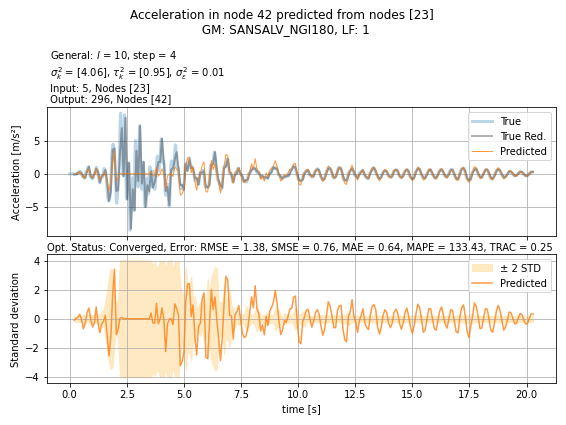 Acceleration in node 42 predicted from nodes [23]
GM: SANSALV_NGI180, LF: 1
General: l = 10, step = 4
σ²ₖ = [4.06], τ²ₖ = [0.95], σ²ε = 0.01
Input: 5, Nodes [23]
Output: 296, Nodes [42]
True
True Red.
Predicted
Acceleration [m/s²]
5
0
−5
Opt. Status: Converged, Error: RMSE = 1.38, SMSE = 0.76, MAE = 0.64, MAPE = 133.43, TRAC = 0.25
± 2 STD
Predicted
Standard deviation
4
2
0
−2
−4
0.0 2.5 5.0 7.5 10.0 12.5 15.0 17.5 20.0
time [s]